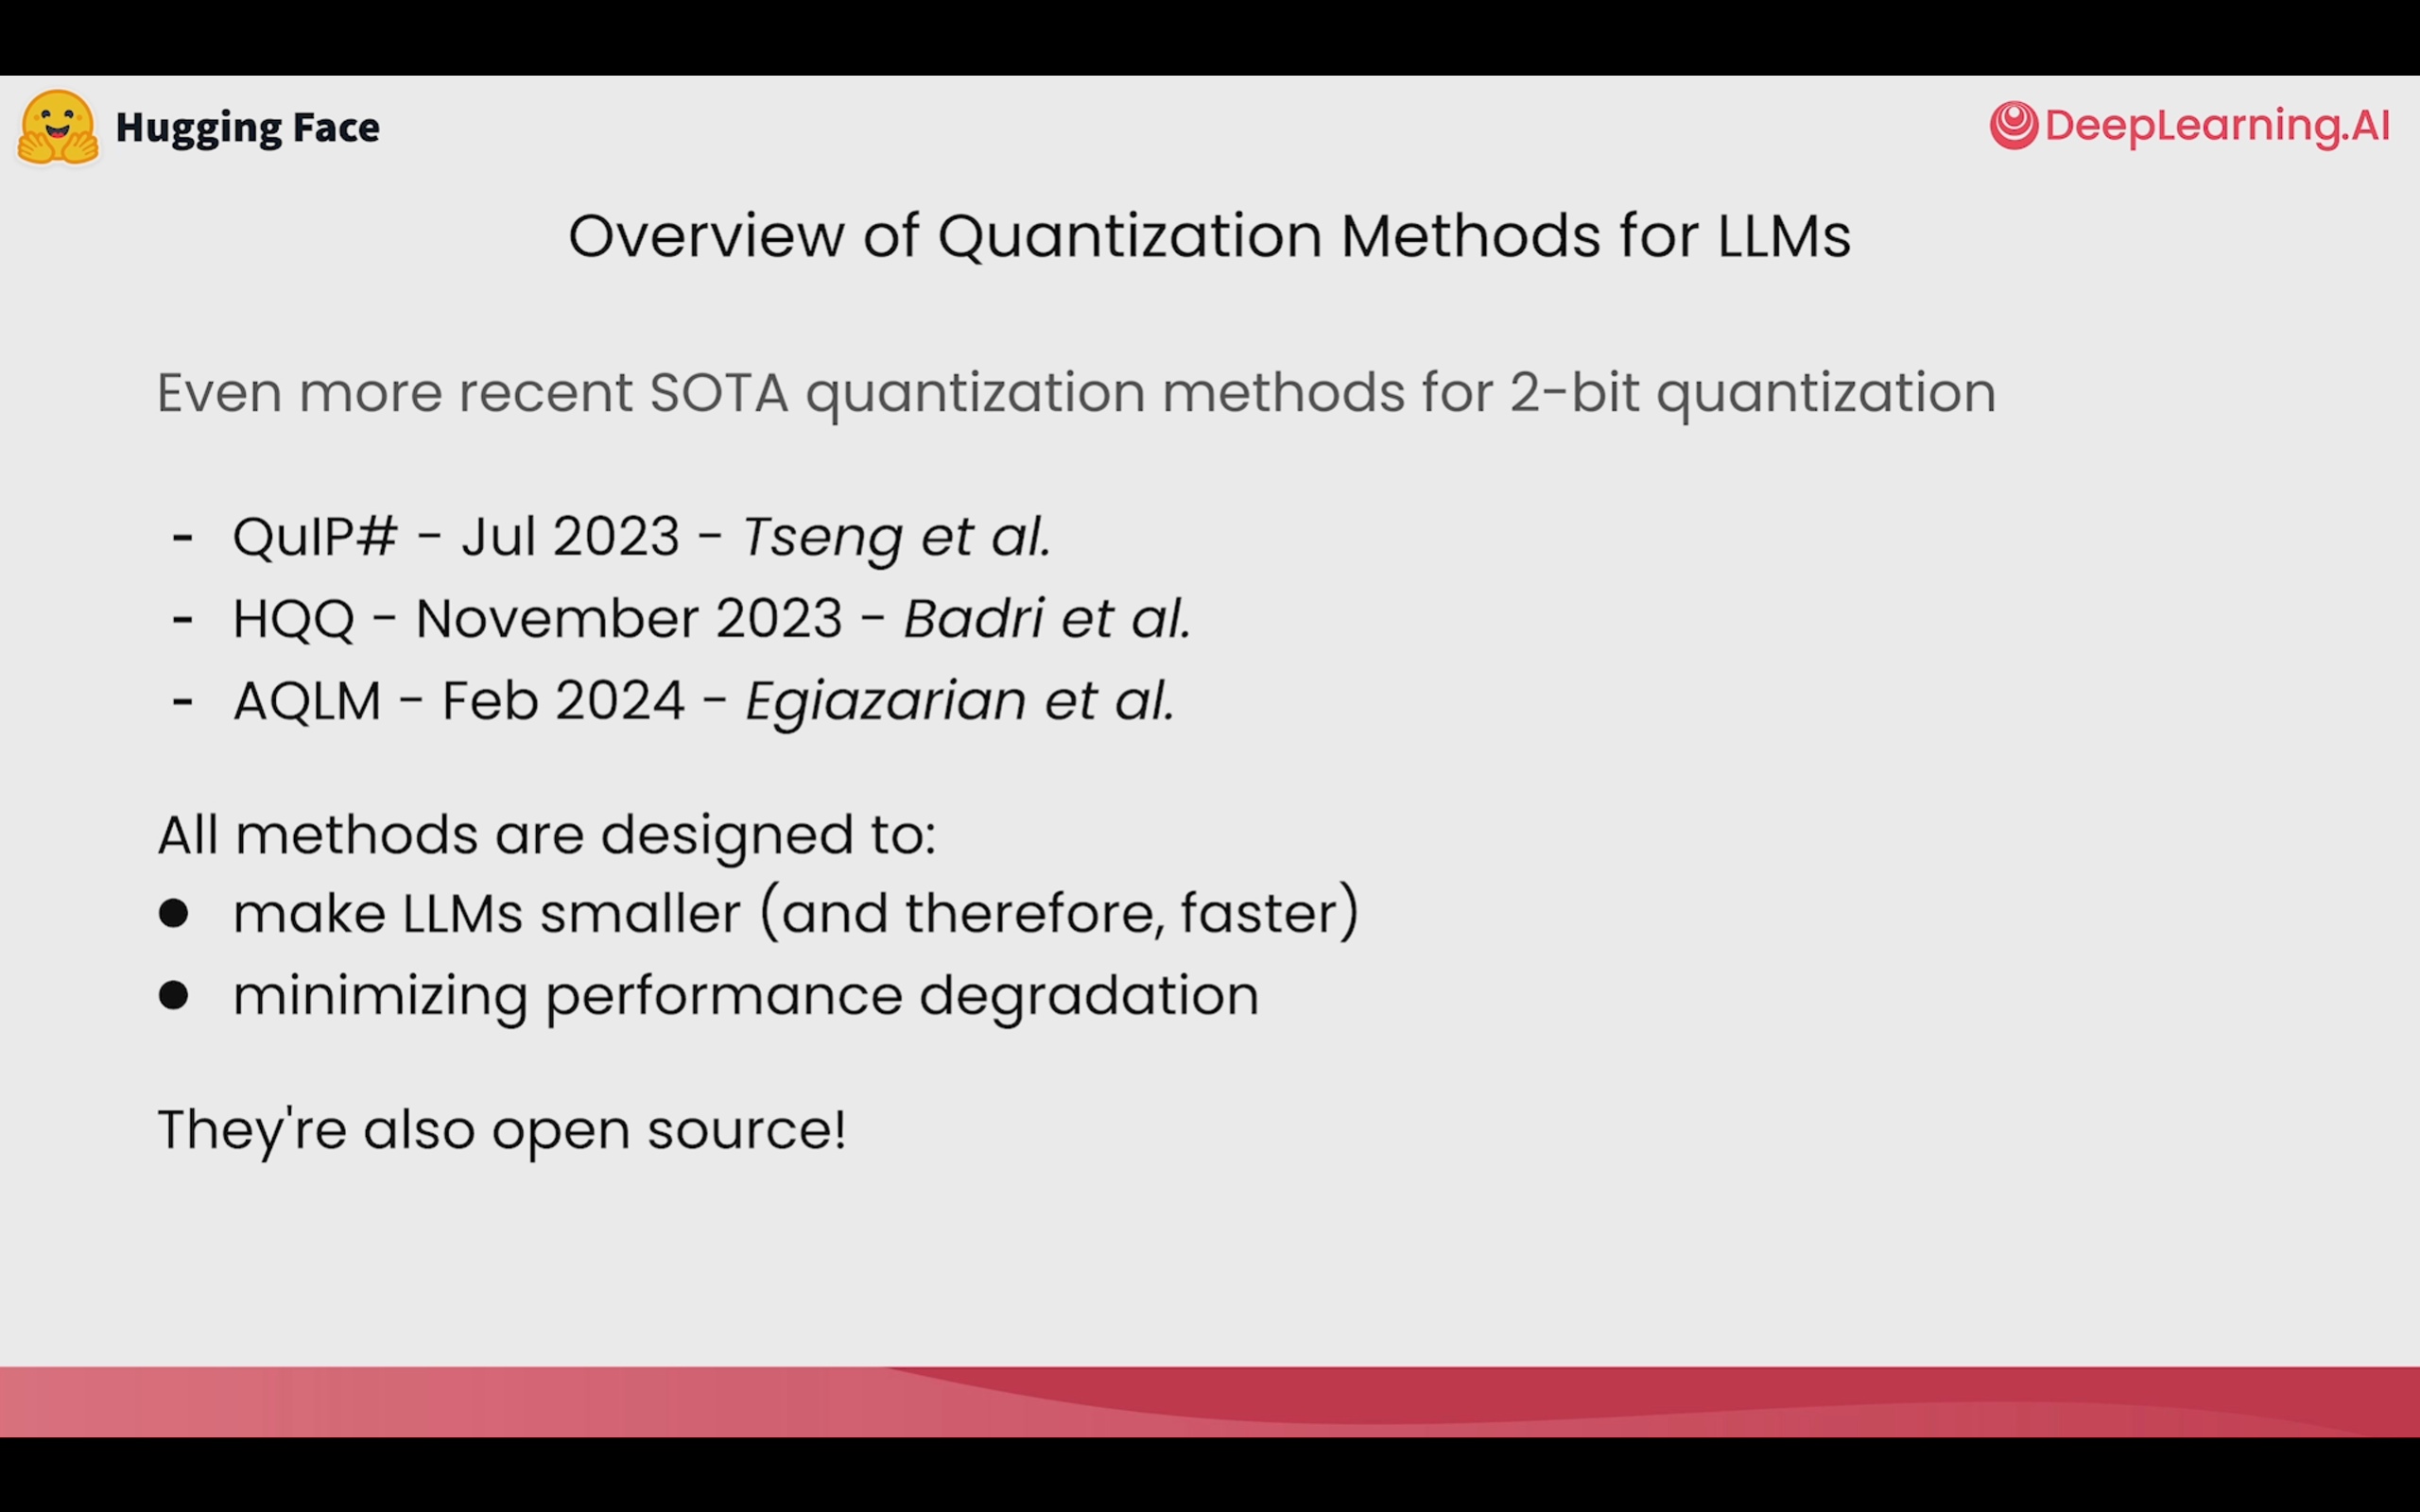 Hugging Face
DeepLearning.AI
Overview of Quantization Methods for LLMs
Even more recent SOTA quantization methods for 2-bit quantization
- QuIP# - Jul 2023 - Tseng et al.
- HQQ - November 2023 - Badri et al.
- AQLM - Feb 2024 - Egiazarian et al.
All methods are designed to:
● make LLMs smaller (and therefore, faster)
● minimizing performance degradation
They're also open source!